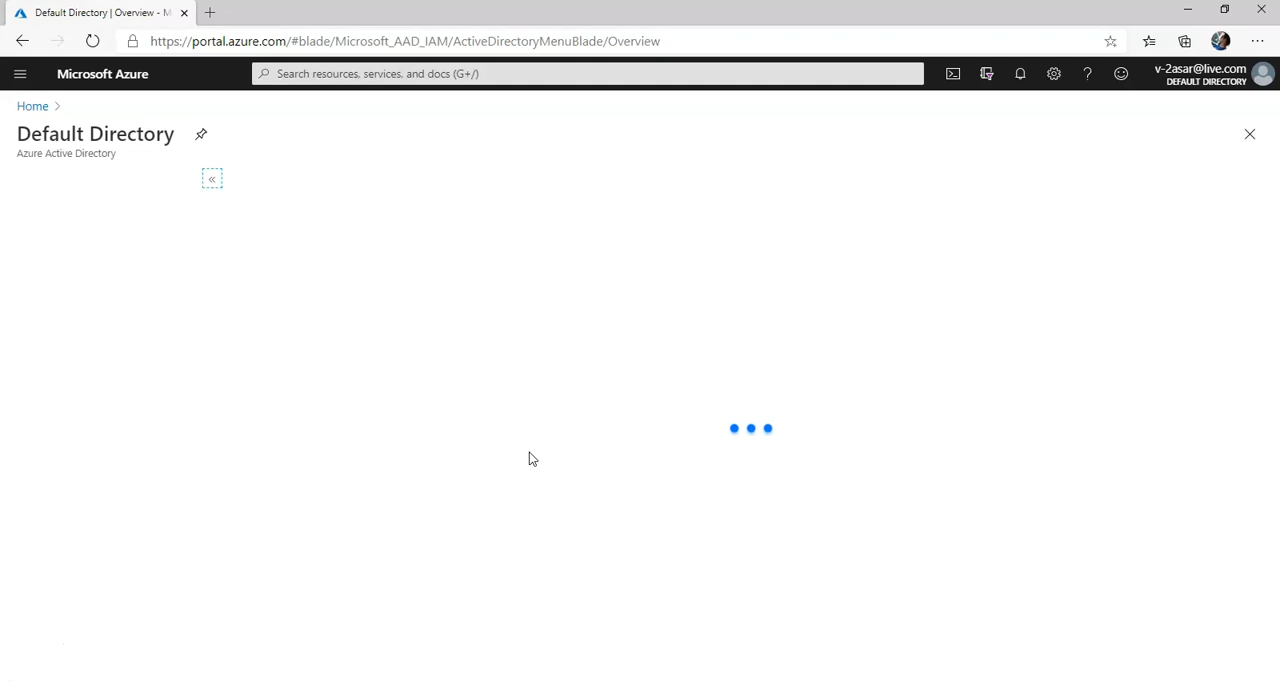 Default Directory | Overview - M
https://portal.azure.com/#blade/Microsoft_AAD_IAM/ActiveDirectoryMenuBlade/Overview
Microsoft Azure
Search resources, services, and docs (G+/)
v-2asar@live.com
DEFAULT DIRECTORY
Home
Default Directory
Azure Active Directory